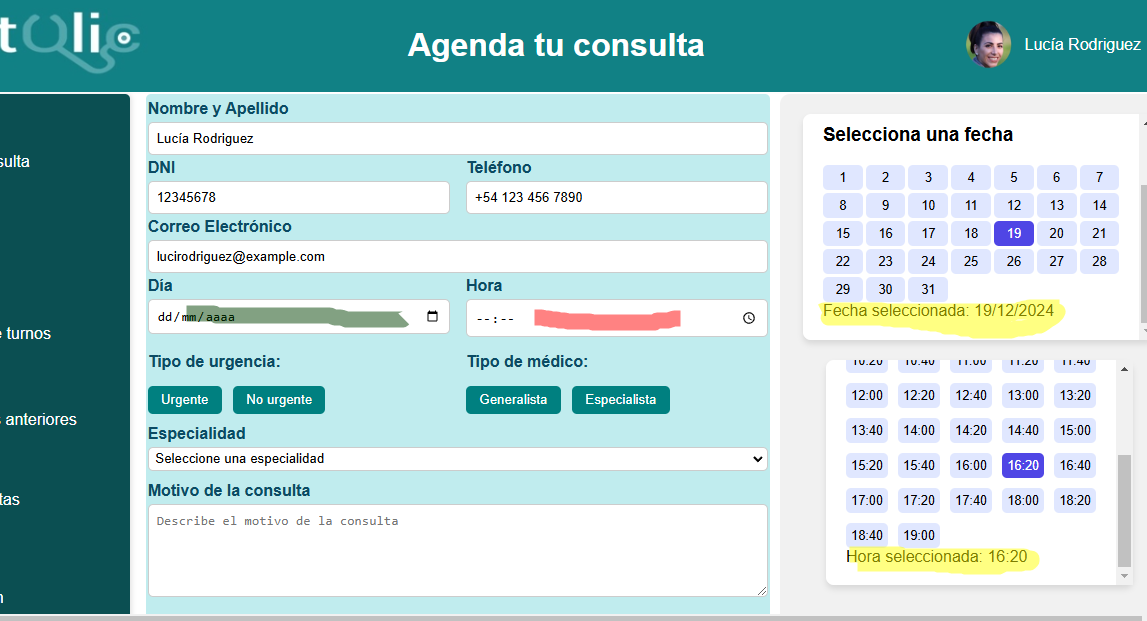 Agenda tu consulta
Lucía Rodriguez
sulta
e turnos
s anteriores
tas
n
Nombre y Apellido
Lucía Rodriguez
DNI
Teléfono
12345678
+54 123 456 7890
Correo Electrónico
lucirodriguez@example.com
Día
Hora
dd/mm/aaaa
--:--
Tipo de urgencia:
Tipo de médico:
Urgente
No urgente
Generalista
Especialista
Especialidad
Seleccione una especialidad
Motivo de la consulta
Describe el motivo de la consulta
Selecciona una fecha
1 2 3 4 5 6 7
8 9 10 11 12 13 14
15 16 17 18 19 20 21
22 23 24 25 26 27 28
29 30 31
Fecha seleccionada: 19/12/2024
10:20 10:40 11:00 11:20 11:40
12:00 12:20 12:40 13:00 13:20
13:40 14:00 14:20 14:40 15:00
15:20 15:40 16:00 16:20 16:40
17:00 17:20 17:40 18:00 18:20
18:40 19:00
Hora seleccionada: 16:20